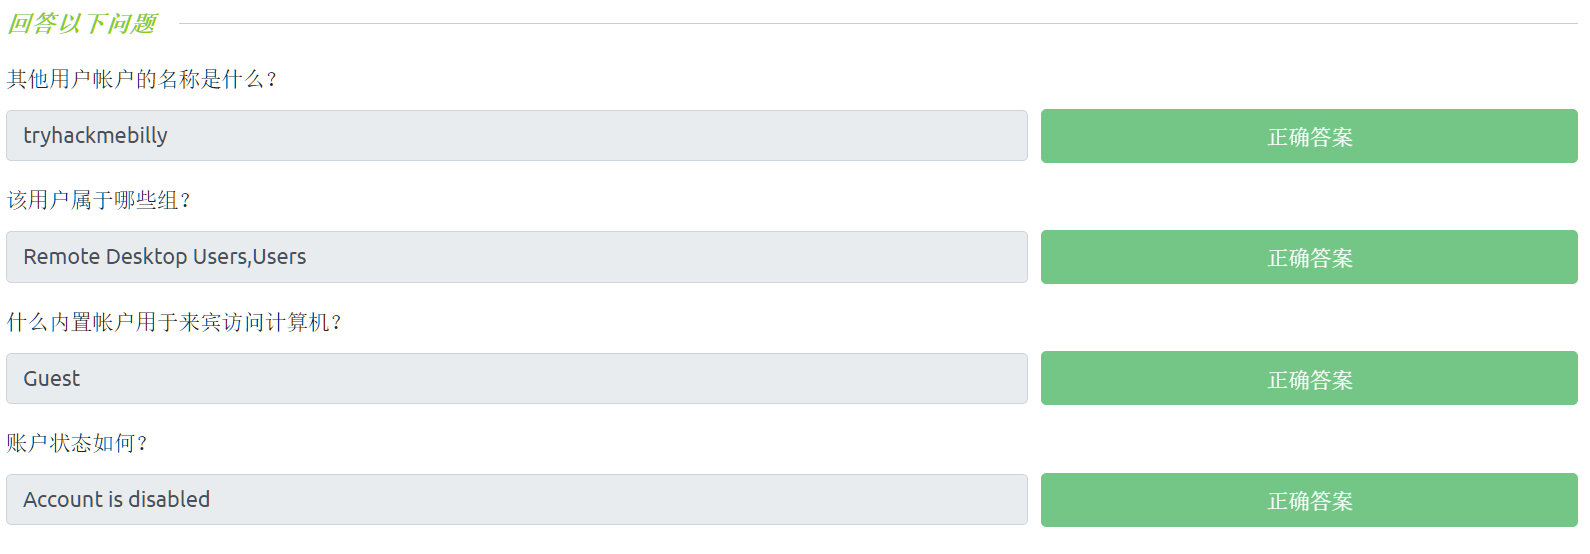 回答以下问题
其他用户帐户的名称是什么?
tryhackmebilly
正确答案
该用户属于哪些组?
Remote Desktop Users,Users
正确答案
什么内置帐户用于来宾访问计算机?
Guest
正确答案
账户状态如何?
Account is disabled
正确答案